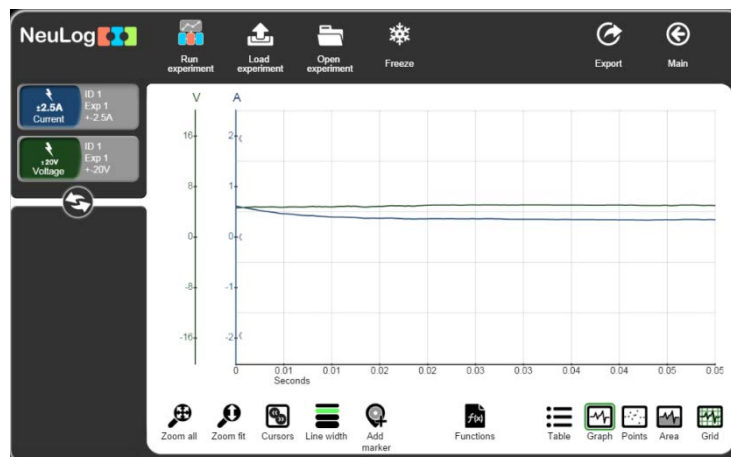 NeuLog
Run
experiment
Load
experiment
Open
experiment
Freeze
Export
Main
±2.5A
Current
ID 1
Exp 1
+-2.5A
±20V
Voltage
ID 1
Exp 1
+-20V
V
A
16
8
0
-8
-16
2
1
0
-1
-2
0
0.01
0.01
0.02
0.02
0.03
0.03
0.04
0.04
0.05
0.05
Seconds
Zoom all
Zoom fit
Cursors
Line width
Add
marker
f(x)
Functions
Table
Graph
Points
Area
Grid